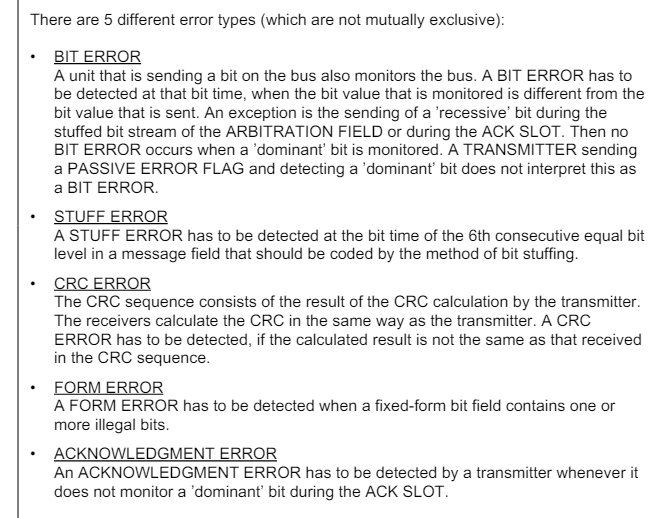 There are 5 different error types (which are not mutually exclusive):
• BIT ERROR
A unit that is sending a bit on the bus also monitors the bus. A BIT ERROR has to
be detected at that bit time, when the bit value that is monitored is different from the
bit value that is sent. An exception is the sending of a ’recessive’ bit during the
stuffed bit stream of the ARBITRATION FIELD or during the ACK SLOT. Then no
BIT ERROR occurs when a ’dominant’ bit is monitored. A TRANSMITTER sending
a PASSIVE ERROR FLAG and detecting a ’dominant’ bit does not interpret this as
a BIT ERROR.
• STUFF ERROR
A STUFF ERROR has to be detected at the bit time of the 6th consecutive equal bit
level in a message field that should be coded by the method of bit stuffing.
• CRC ERROR
The CRC sequence consists of the result of the CRC calculation by the transmitter.
The receivers calculate the CRC in the same way as the transmitter. A CRC
ERROR has to be detected, if the calculated result is not the same as that received
in the CRC sequence.
• FORM ERROR
A FORM ERROR has to be detected when a fixed-form bit field contains one or
more illegal bits.
• ACKNOWLEDGMENT ERROR
An ACKNOWLEDGMENT ERROR has to be detected by a transmitter whenever it
does not monitor a ’dominant’ bit during the ACK SLOT.